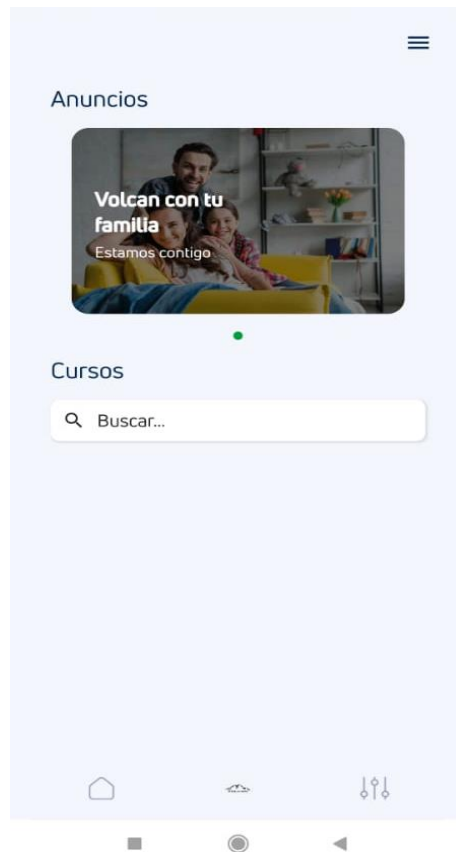 Anuncios
Volcan con tu
familia
Estamos contigo
Cursos
Buscar...